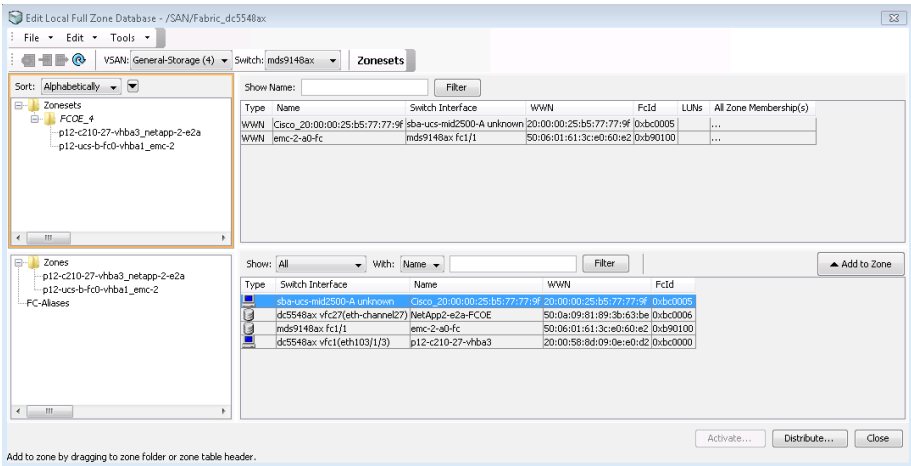 Edit Local Full Zone Database - /SAN/Fabric_dc5548ax
File Edit Tools
VSAN: General-Storage (4) Switch: mds9148ax Zonesets
Sort: Alphabetically
Zonesets
FCOE_4
p12-c210-27-vhba3_netapp-2-e2a
p12-ucs-b-fc0-vhba1_emc-2
Show Name: Filter
Type Name Switch Interface WWN FcId LUNs All Zone Membership(s)
WWN Cisco_20:00:00:25:b5:77:77:9f sba-ucs-mid2500-A unknown 20:00:00:25:b5:77:77:9f 0xbc0005 ...
WWN emc-2-a0-fc mds9148ax fc1/1 50:06:01:61:3c:e0:60:e2 0xb90100 ...
Zones
p12-c210-27-vhba3_netapp-2-e2a
p12-ucs-b-fc0-vhba1_emc-2
FC-Aliases
Show: All With: Name Filter Add to Zone
Type Switch Interface Name WWN FcId
sba-ucs-mid2500-A unknown Cisco_20:00:00:25:b5:77:77:9f 20:00:00:25:b5:77:77:9f 0xbc0005
dc5548ax vfc27(eth-channel27) NetApp2-e2a-FCOE 50:0a:09:81:89:3b:63:be 0xbc0006
mds9148ax fc1/1 emc-2-a0-fc 50:06:01:61:3c:e0:60:e2 0xb90100
dc5548ax vfc1(eth103/1/3) p12-c210-27-vhba3 20:00:58:8d:09:0e:e0:d2 0xbc0000
Activate... Distribute... Close
Add to zone by dragging to zone folder or zone table header.